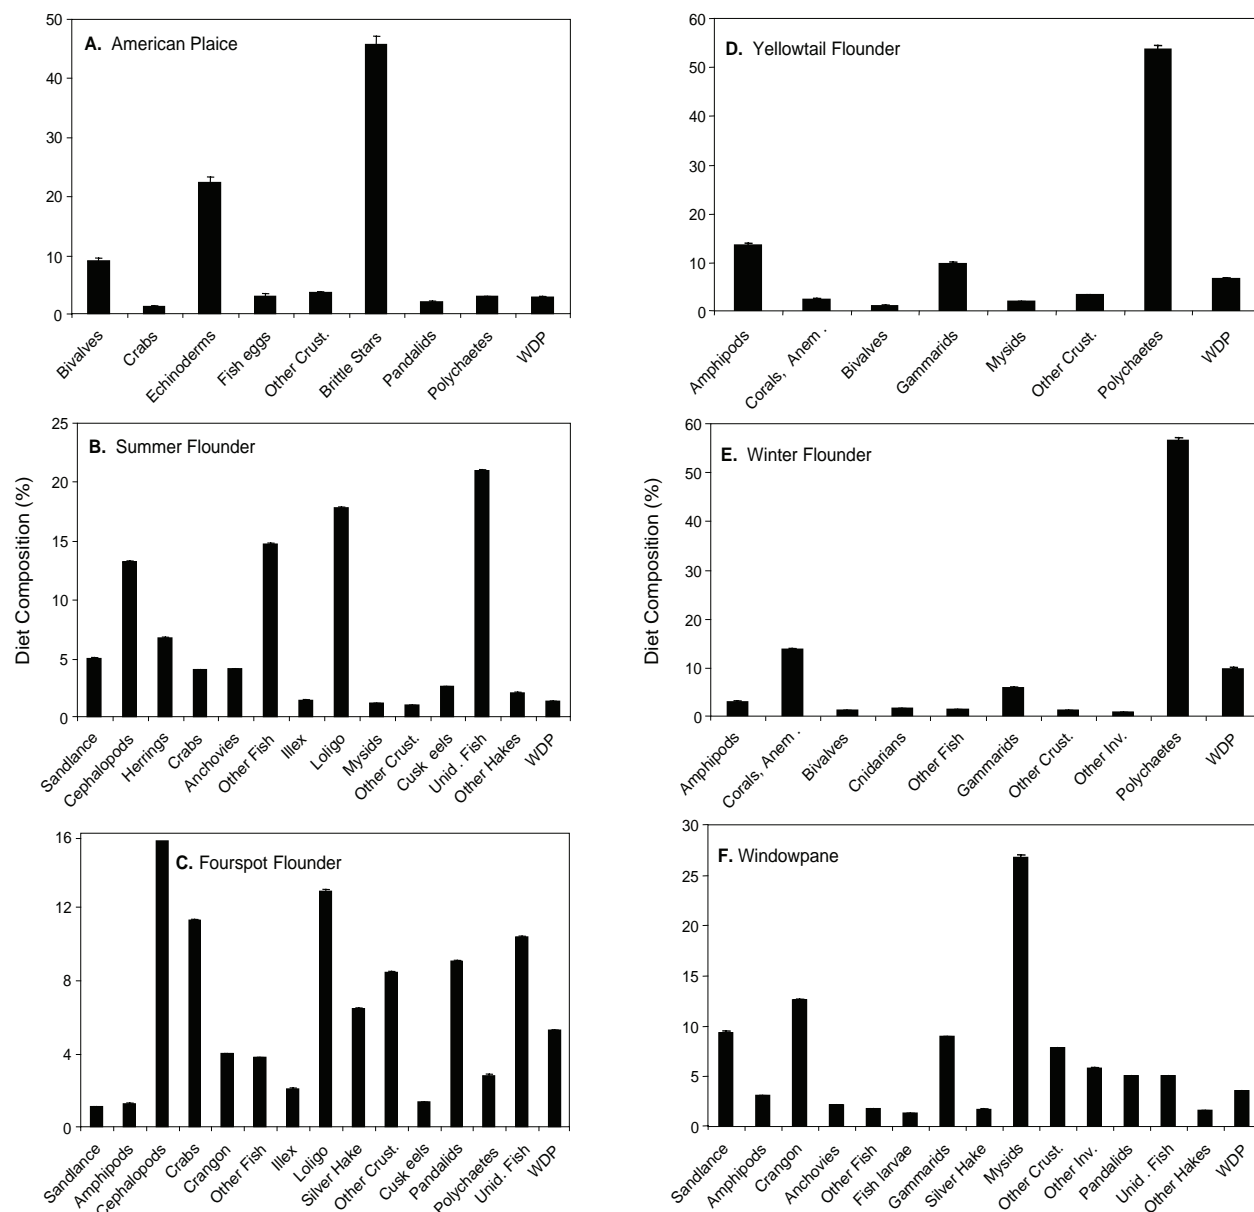 A. American Plaice
50
40
30
20
10
0
Bivalves
Crabs
Echinoderms
Fish eggs
Other Crust.
Brittle Stars
Pandalids
Polychaetes
WDP
B. Summer Flounder
25
20
15
10
5
0
Sandlance
Cephalopods
Herrings
Crabs
Anchovies
Other Fish
Illex
Loligo
Mysids
Other Crust.
Cusk eels
Unid . Fish
Other Hakes
WDP
Diet Composition (%)
C. Fourspot Flounder
16
12
8
4
0
Sandlance
Amphipods
Cephalopods
Crabs
Crangon
Other Fish
Illex
Loligo
Silver Hake
Other Crust.
Cusk eels
Pandalids
Polychaetes
Unid. Fish
WDP
D. Yellowtail Flounder
60
50
40
30
20
10
0
Amphipods
Corals, Anem .
Bivalves
Gammarids
Mysids
Other Crust.
Polychaetes
WDP
E. Winter Flounder
60
50
40
30
20
10
0
Amphipods
Corals, Anem .
Bivalves
Cnidarians
Other Fish
Gammarids
Other Crust.
Other Inv.
Polychaetes
WDP
Diet Composition (%)
F. Windowpane
30
25
20
15
10
5
0
Sandlance
Amphipods
Crangon
Anchovies
Other Fish
Fish larvae
Gammarids
Silver Hake
Mysids
Other Crust.
Other Inv.
Pandalids
Unid . Fish
Other Hakes
WDP